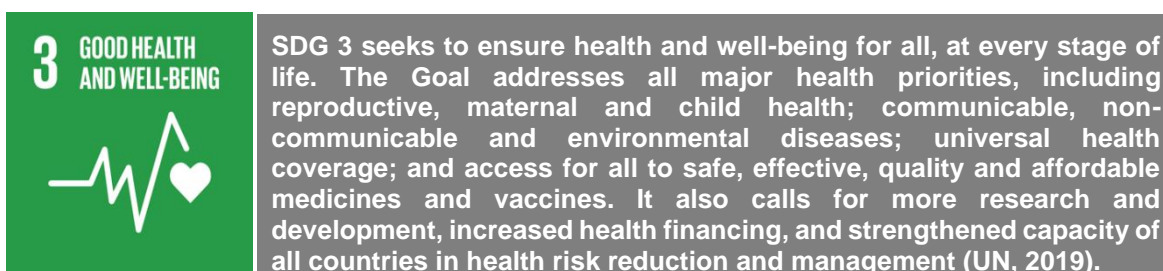 3 GOOD HEALTH
AND WELL-BEING
SDG 3 seeks to ensure health and well-being for all, at every stage of
life. The Goal addresses all major health priorities, including
reproductive, maternal and child health; communicable, non-
communicable and environmental diseases; universal health
coverage; and access for all to safe, effective, quality and affordable
medicines and vaccines. It also calls for more research and
development, increased health financing, and strengthened capacity of
all countries in health risk reduction and management (UN, 2019).